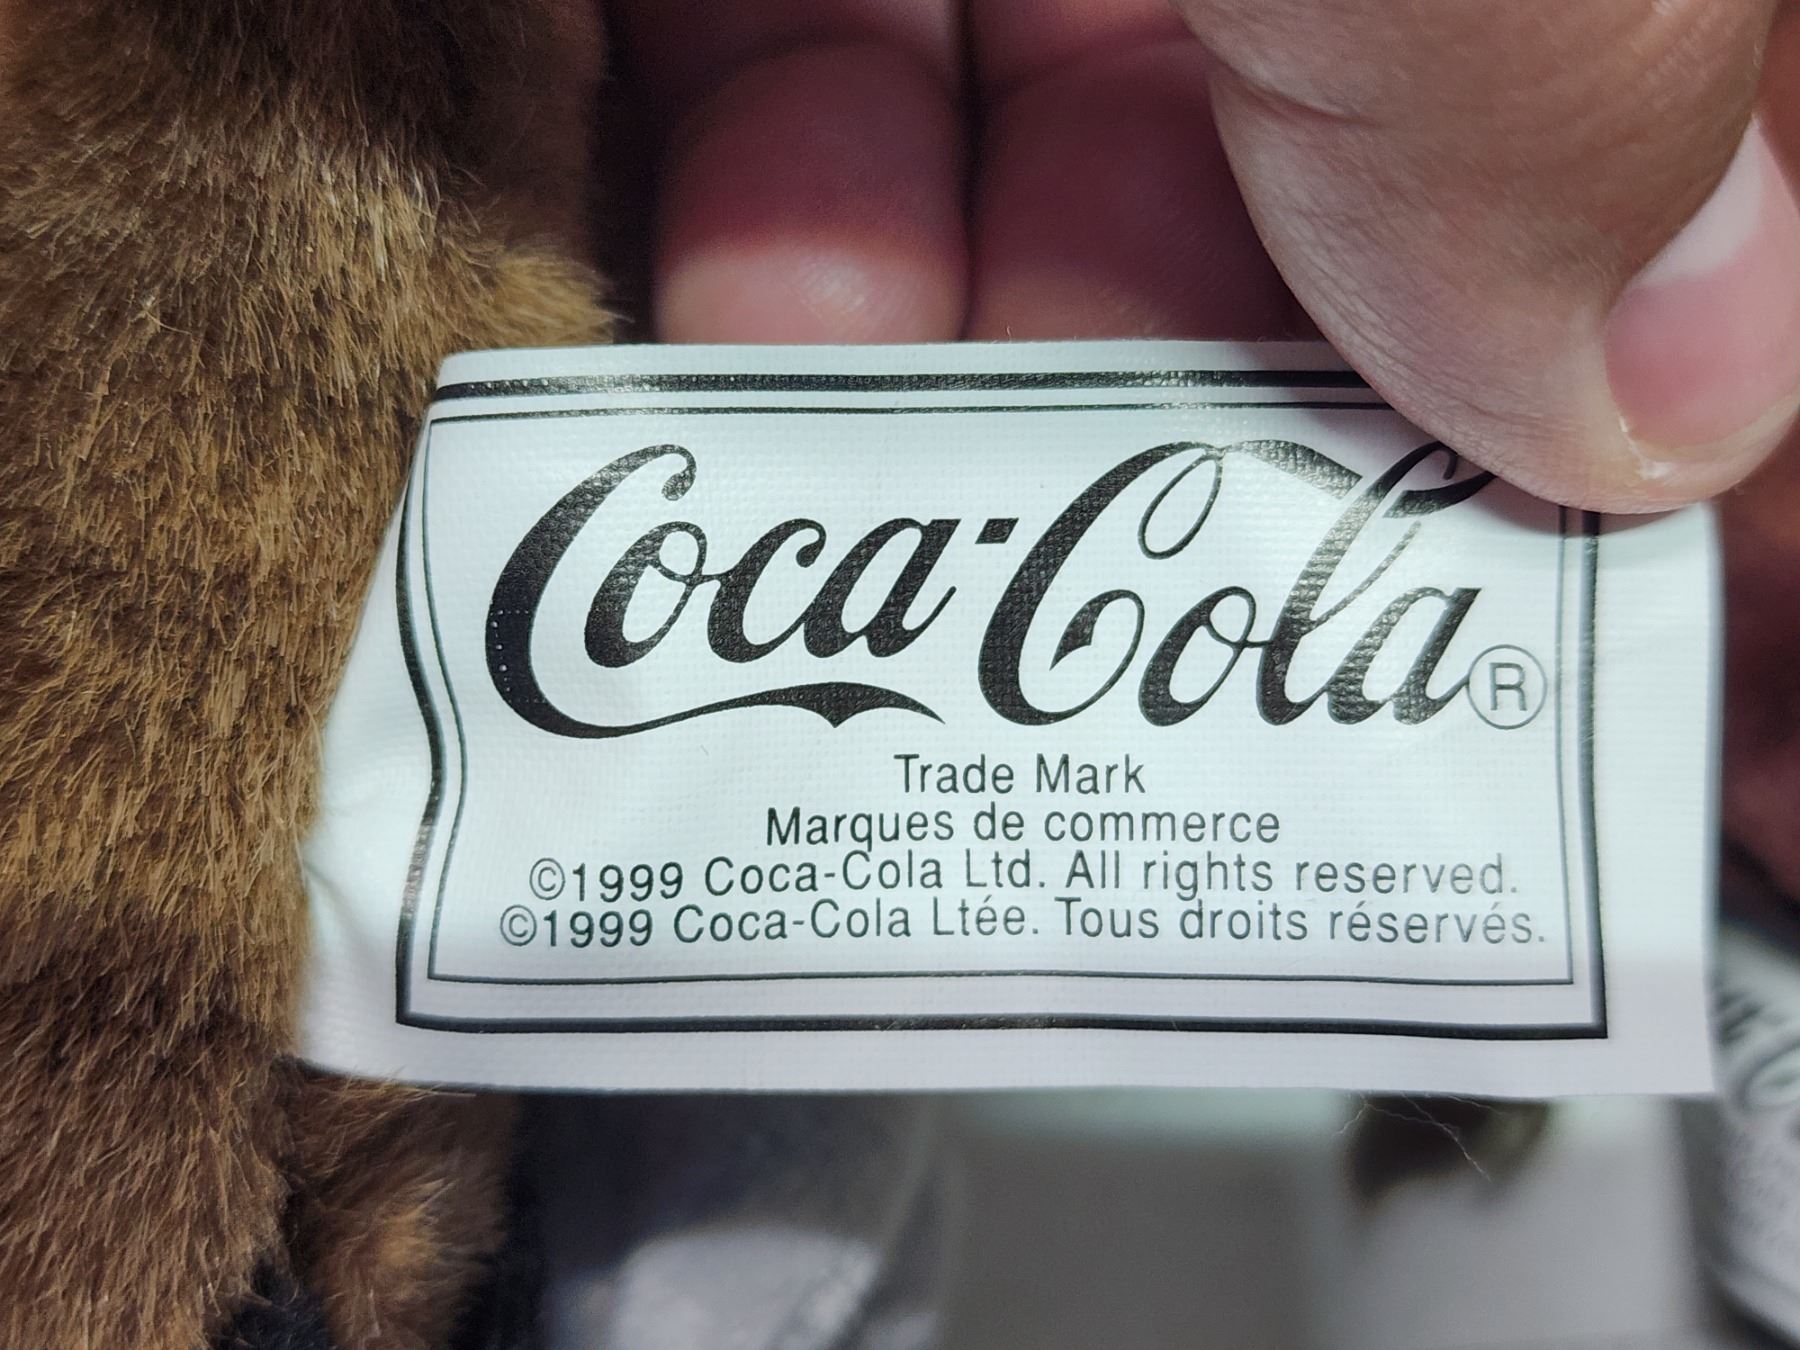 Coca-Cola®
Trade Mark
Marques de commerce
©1999 Coca-Cola Ltd. All rights reserved.
©1999 Coca-Cola Ltée. Tous droits réservés.